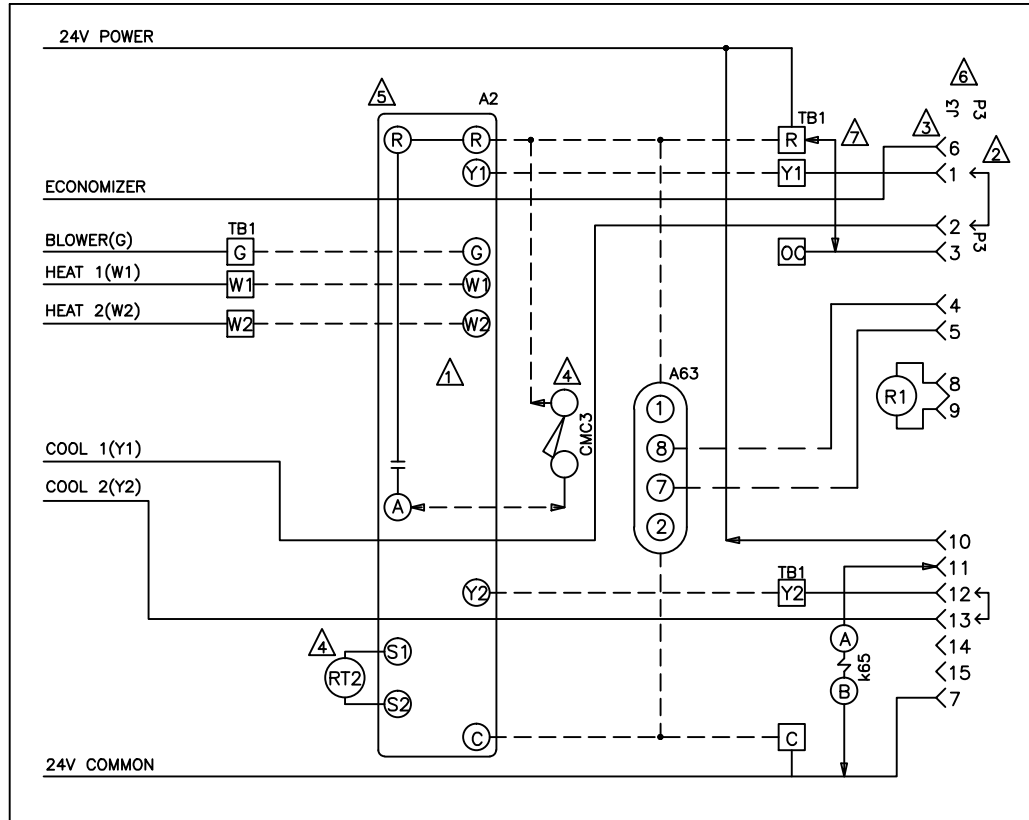 24V POWER
5
A2
6
J3
P3
R
R
TB1
R
7
3
6
2
Y1
Y1
1
ECONOMIZER
BLOWER(G)
TB1
G
G
2
P3
OC
3
HEAT 1(W1)
W1
W1
HEAT 2(W2)
W2
W2
4
5
1
4
A63
CMC3
1
R1
8
9
8
COOL 1(Y1)
7
COOL 2(Y2)
A
2
10
11
Y2
TB1
Y2
12
13
4
S1
RT2
S2
A
k65
B
14
15
7
C
C
24V COMMON